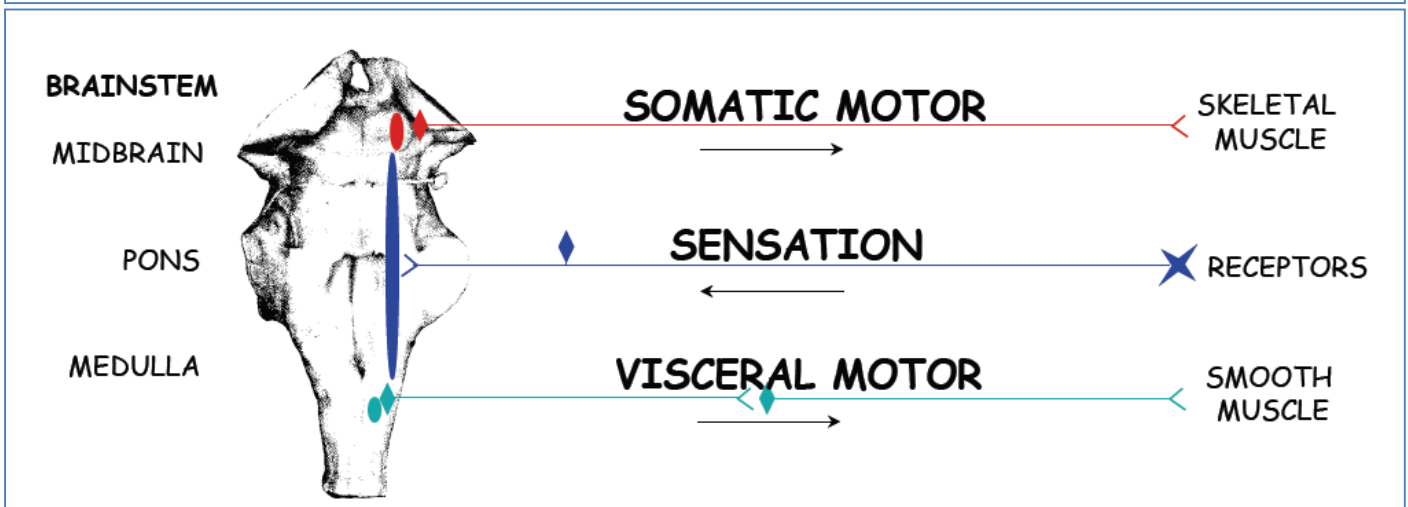 BRAINSTEM
SOMATIC MOTOR
SKELETAL
MUSCLE
MIDBRAIN
PONS
SENSATION
RECEPTORS
MEDULLA
VISCERAL MOTOR
SMOOTH
MUSCLE